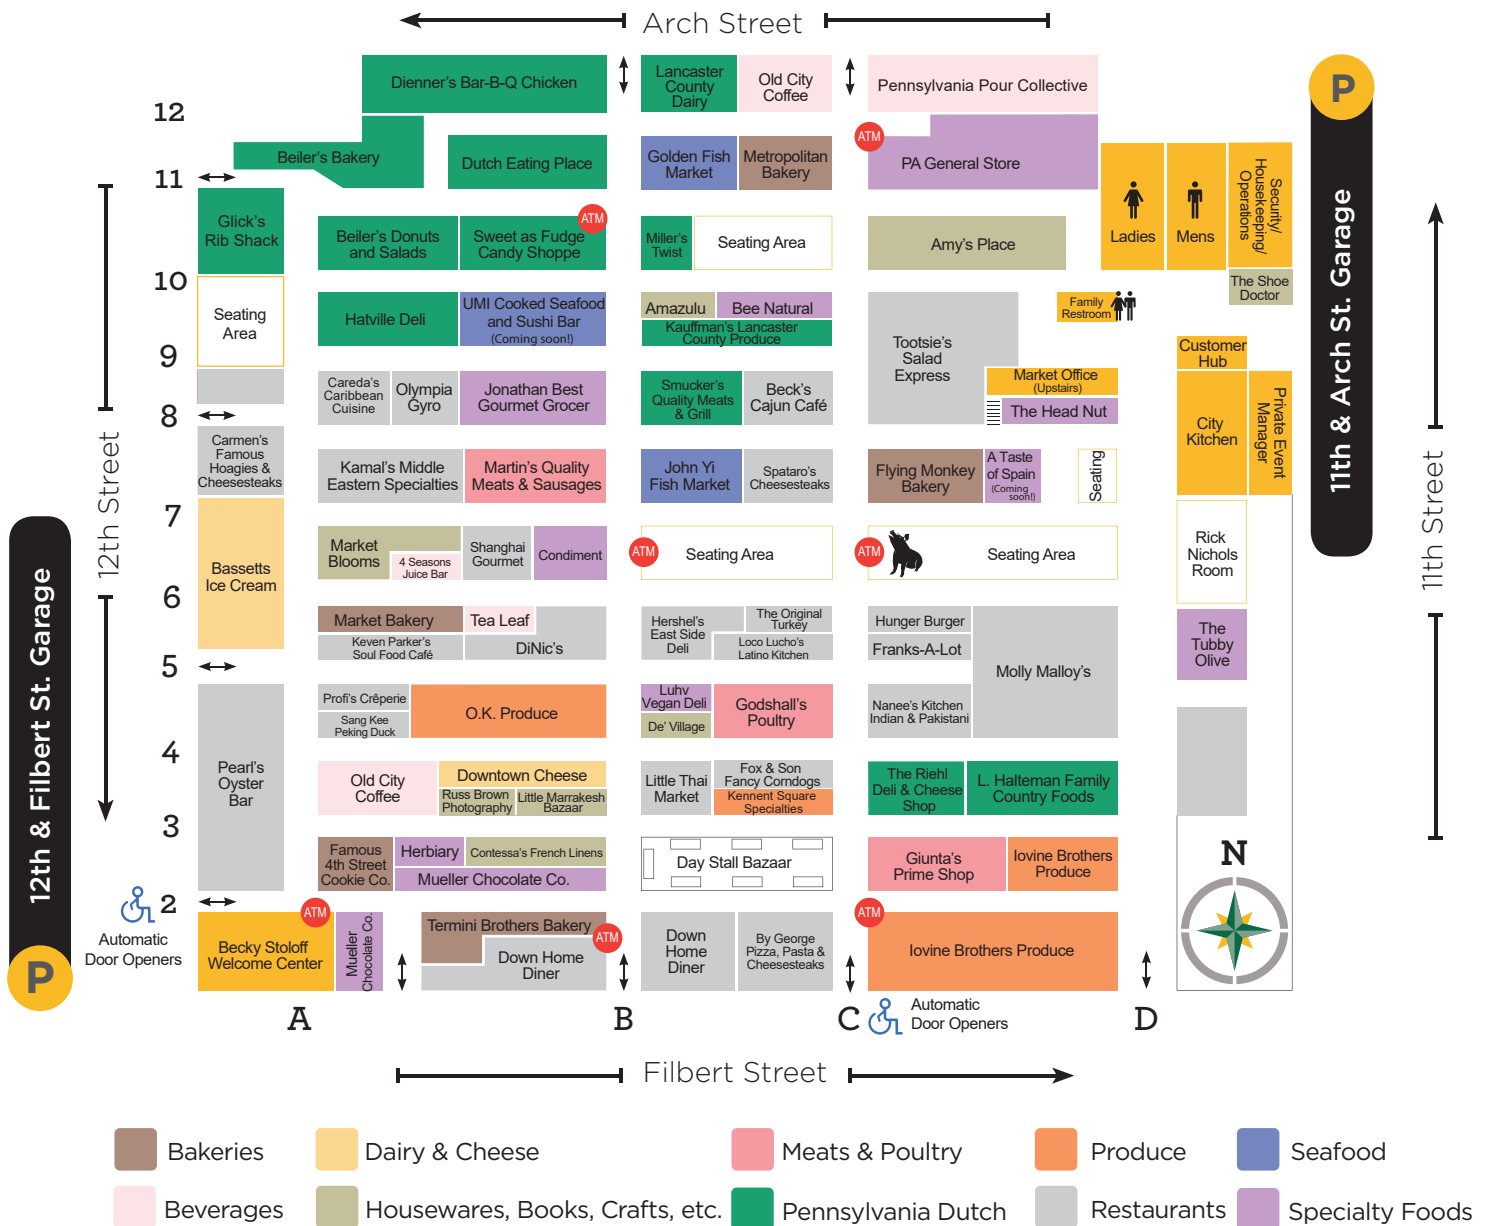 Arch Street
P
Dienner's Bar-B-Q Chicken
Lancaster
County
Dairy
Old City
Coffee
Pennsylvania Pour Collective
12
Beiler's Bakery
Dutch Eating Place
Golden Fish
Market
Metropolitan
Bakery
ATM
PA General Store
Ladies
Mens
Security/
Housekeeping/
Operations
11
Glick's
Rib Shack
Beiler's Donuts
and Salads
ATM
Sweet as Fudge
Candy Shoppe
Miller's
Twist
Seating Area
Amy's Place
The Shoe
Doctor
10
Seating
Area
Hatville Deli
UMI Cooked Seafood
and Sushi Bar
(Coming soon!)
Amazulu
Bee Natural
Kauffman's Lancaster
County Produce
Tootsie's
Salad
Express
Family
Restroom
Customer
Hub
9
Careda's
Caribbean
Cuisine
Olympia
Gyro
Jonathan Best
Gourmet Grocer
Smucker's
Quality Meats
& Grill
Beck's
Cajun Café
Market Office
(Upstairs)
The Head Nut
City
Kitchen
Private Event
Manager
11th & Arch St. Garage
8
Carmen's
Famous
Hoagies &
Cheesesteaks
Kamal's Middle
Eastern Specialties
Martin's Quality
Meats & Sausages
John Yi
Fish Market
Spataro's
Cheesesteaks
Flying Monkey
Bakery
A Taste
of Spain
(Coming
soon!)
Seating
12th Street
11th Street
7
Bassetts
Ice Cream
Market
Blooms
4 Seasons
Juice Bar
Shanghai
Gourmet
Condiment
ATM
Seating Area
ATM
Seating Area
Rick
Nichols
Room
6
Market Bakery
Tea Leaf
Keven Parker's
Soul Food Café
DiNic's
Hershel's
East Side
Deli
The Original
Turkey
Loco Lucho's
Latino Kitchen
Hunger Burger
Franks-A-Lot
Molly Malloy's
The
Tubby
Olive
5
Profi's Crêperie
Sang Kee
Peking Duck
O.K. Produce
Luhv
Vegan Deli
De' Village
Godshall's
Poultry
Nanee's Kitchen
Indian & Pakistani
4
Pearl's
Oyster
Bar
Old City
Coffee
Downtown Cheese
Russ Brown
Photography
Little Marrakesh
Bazaar
Little Thai
Market
Fox & Son
Fancy Corndogs
Kennent Square
Specialties
The Riehl
Deli & Cheese
Shop
L. Halteman Family
Country Foods
3
Famous
4th Street
Cookie Co.
Herbiary
Contessa's French Linens
Mueller Chocolate Co.
Day Stall Bazaar
Giunta's
Prime Shop
Iovine Brothers
Produce
N
12th & Filbert St. Garage
P
2
Automatic
Door Openers
ATM
Becky Stoloff
Welcome Center
Mueller
Chocolate Co.
Termini Brothers Bakery
ATM
Down Home
Diner
Down
Home
Diner
By George
Pizza, Pasta &
Cheesesteaks
ATM
Iovine Brothers Produce
A
B
C
Automatic
Door Openers
D
Filbert Street
Bakeries
Dairy & Cheese
Meats & Poultry
Produce
Seafood
Beverages
Housewares, Books, Crafts, etc.
Pennsylvania Dutch
Restaurants
Specialty Foods